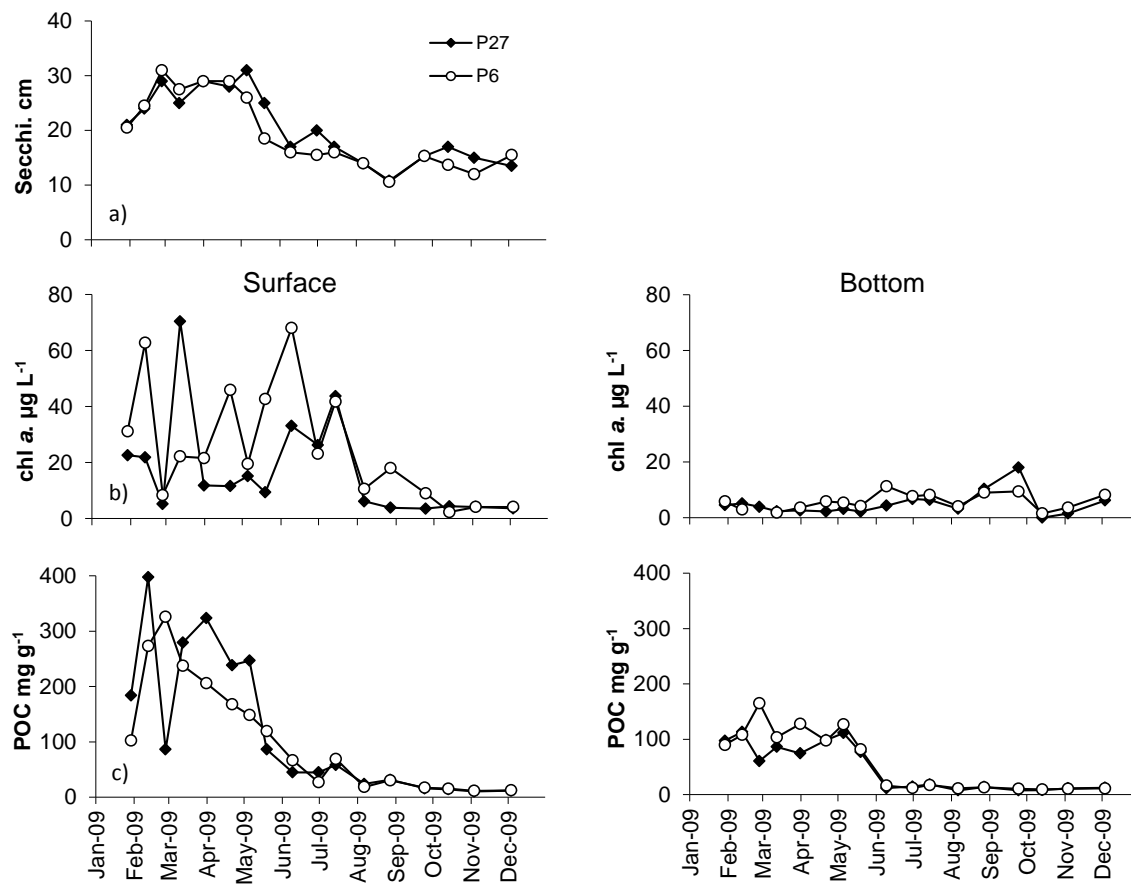 40
30
20
10
0
Secchi. cm
P27
P6
a)
Surface
80
60
40
20
0
chl a. µg L⁻¹
b)
Bottom
80
60
40
20
0
chl a. µg L⁻¹
400
300
200
100
0
POC mg g⁻¹
c)
Jan-09
Feb-09
Mar-09
Apr-09
May-09
Jun-09
Jul-09
Aug-09
Sep-09
Oct-09
Nov-09
Dec-09
400
300
200
100
0
POC mg g⁻¹
Jan-09
Feb-09
Mar-09
Apr-09
May-09
Jun-09
Jul-09
Aug-09
Sep-09
Oct-09
Nov-09
Dec-09